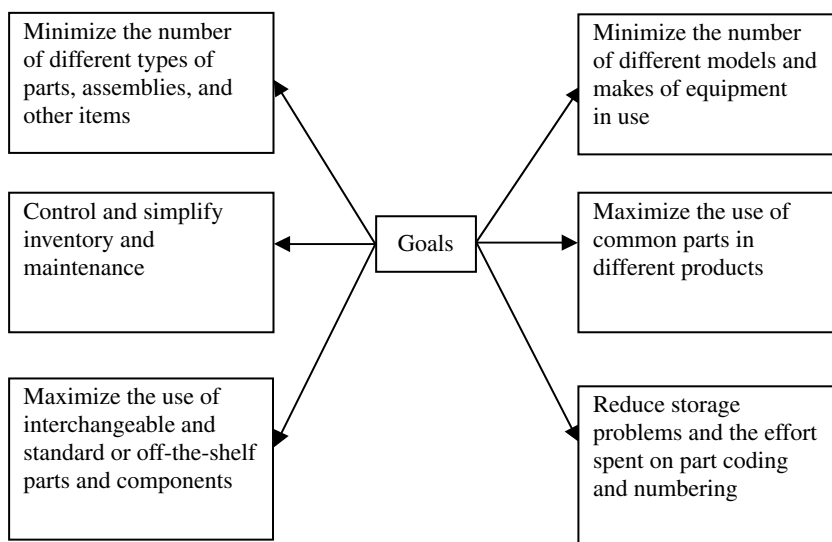 Minimize the number
of different types of
parts, assemblies, and
other items
Minimize the number
of different models and
makes of equipment
in use
Control and simplify
inventory and
maintenance
Goals
Maximize the use of
common parts in
different products
Maximize the use of
interchangeable and
standard or off-the-shelf
parts and components
Reduce storage
problems and the effort
spent on part coding
and numbering